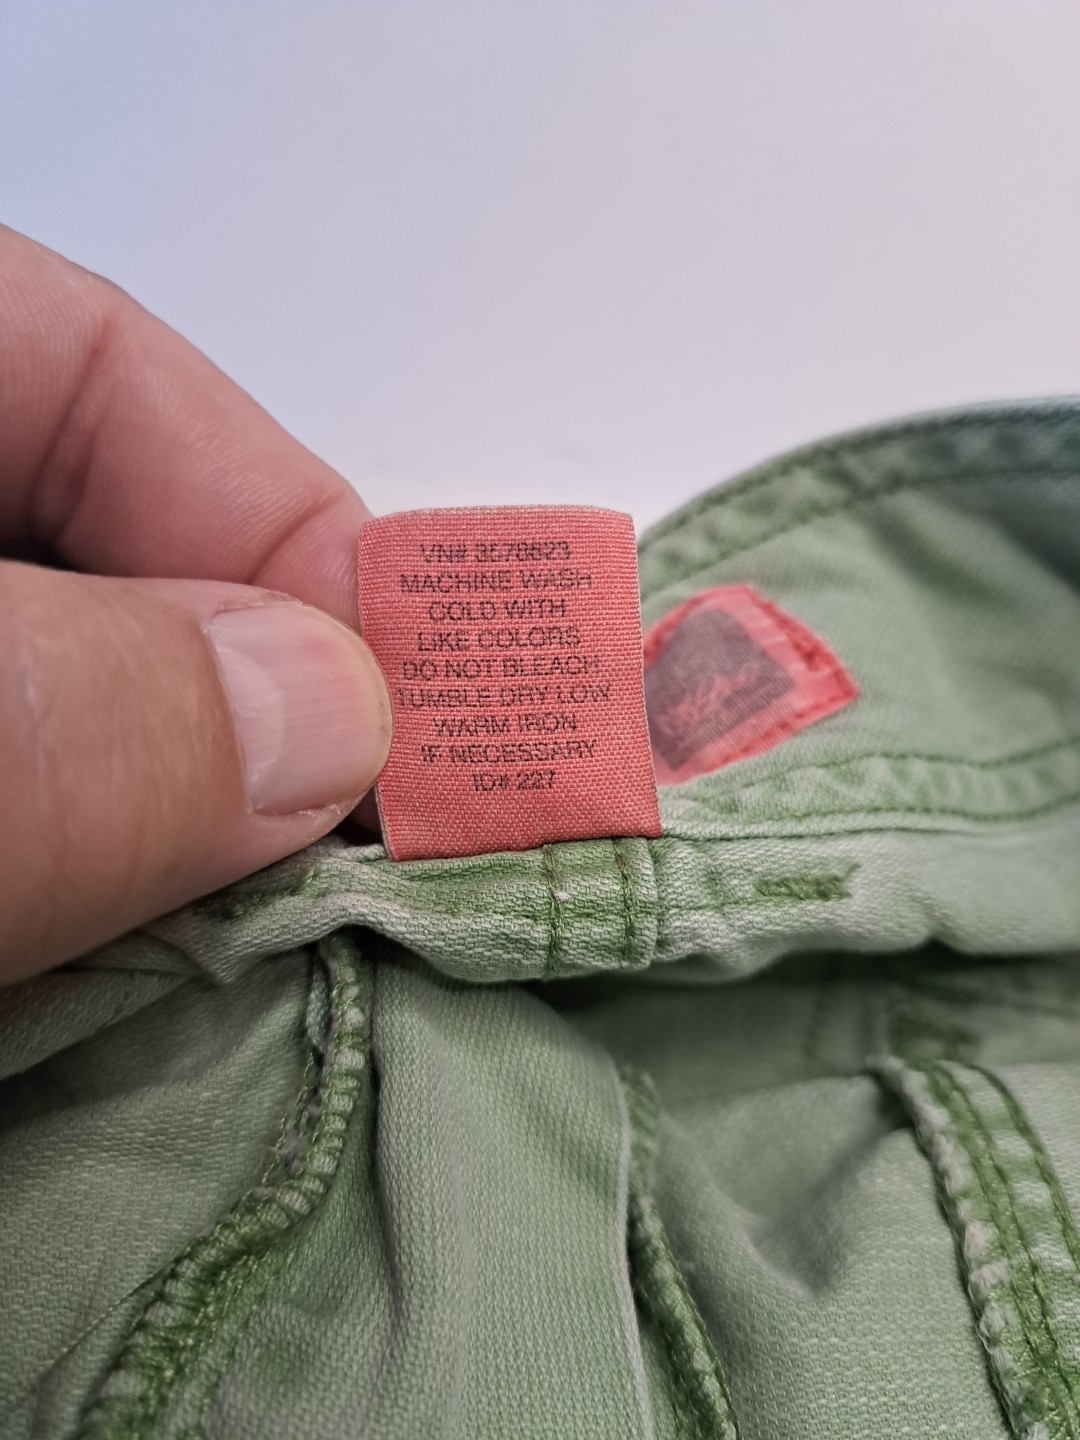 VN# 3578623
MACHINE WASH
COLD WITH
LIKE COLORS
DO NOT BLEACH
TUMBLE DRY LOW
WARM IRON
IF NECESSARY
ID# 227